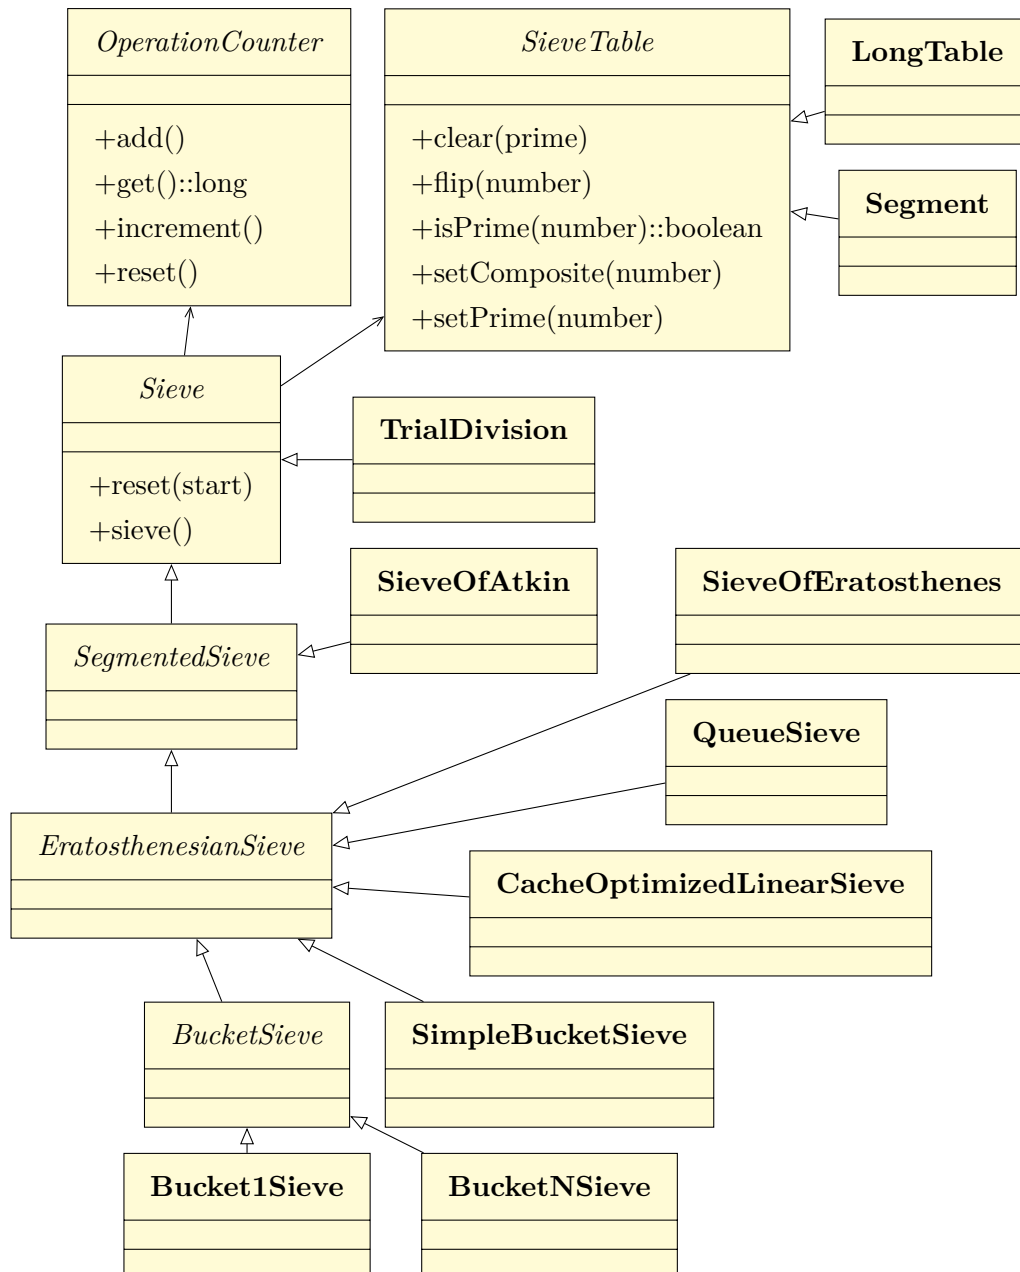 OperationCounter
+add()
+get()::long
+increment()
+reset()
SieveTable
+clear(prime)
+flip(number)
+isPrime(number)::boolean
+setComposite(number)
+setPrime(number)
LongTable
Segment
Sieve
+reset(start)
+sieve()
TrialDivision
SieveOfAtkin
SieveOfEratosthenes
SegmentedSieve
QueueSieve
EratosthenesianSieve
CacheOptimizedLinearSieve
BucketSieve
SimpleBucketSieve
Bucket1Sieve
BucketNSieve